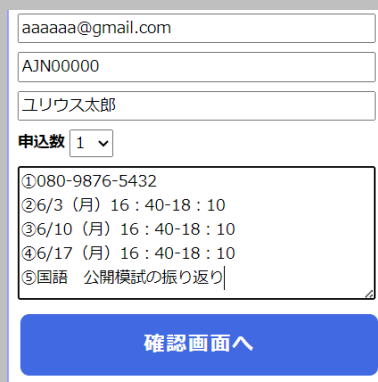 aaaaaa@gmail.com
AJN00000
ユリウス太郎
申込数 1
①080-9876-5432
②6/3（月）16：40-18：10
③6/10（月）16：40-18：10
④6/17（月）16：40-18：10
⑤国語　公開模試の振り返り
確認画面へ